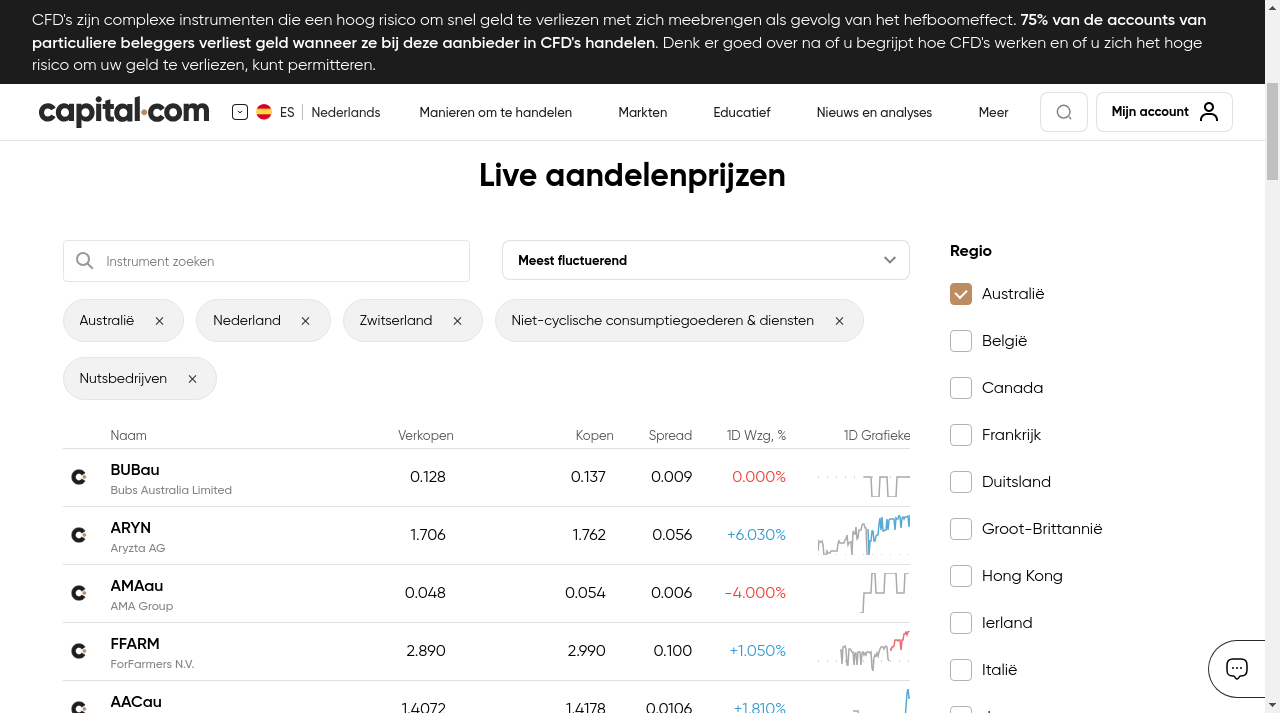 CFD's zijn complexe instrumenten die een hoog risico om snel geld te verliezen met zich meebrengen als gevolg van het hefboomeffect. 75% van de accounts van
particuliere beleggers verliest geld wanneer ze bij deze aanbieder in CFD's handelen. Denk er goed over na of u begrijpt hoe CFD's werken en of u zich het hoge
risico om uw geld te verliezen, kunt permitteren.
capital.com
ES Nederlands
Manieren om te handelen
Markten
Educatief
Nieuws en analyses
Meer
Mijn account
Live aandelenprijzen
Instrument zoeken
Meest fluctuerend
Australië
Nederland
Zwitserland
Niet-cyclische consumptiegoederen & diensten
Nutsbedrijven
Naam Verkopen Kopen Spread 1D Wzg, % 1D Grafieke
BUBau 0.128 0.137 0.009 0.000%
Bubs Australia Limited
ARYN 1.706 1.762 0.056 +6.030%
Aryzta AG
AMAau 0.048 0.054 0.006 -4.000%
AMA Group
FFARM 2.890 2.990 0.100 +1.050%
ForFarmers N.V.
AACau 1.4072 1.4178 0.0106 +1.810%
Regio
Australië
België
Canada
Frankrijk
Duitsland
Groot-Brittannië
Hong Kong
Ierland
Italië